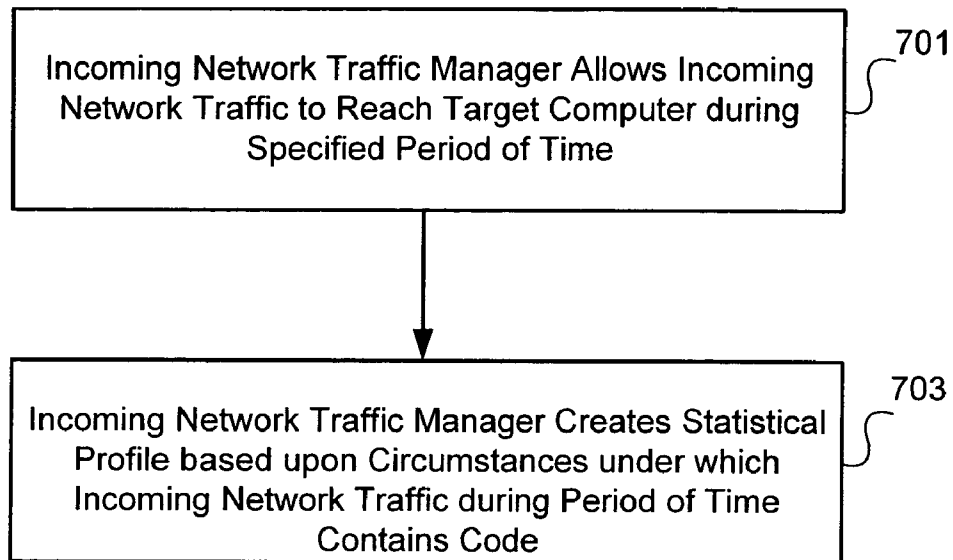 Incoming Network Traffic Manager Allows Incoming
Network Traffic to Reach Target Computer during
Specified Period of Time
701
Incoming Network Traffic Manager Creates Statistical
Profile based upon Circumstances under which
Incoming Network Traffic during Period of Time
Contains Code
703